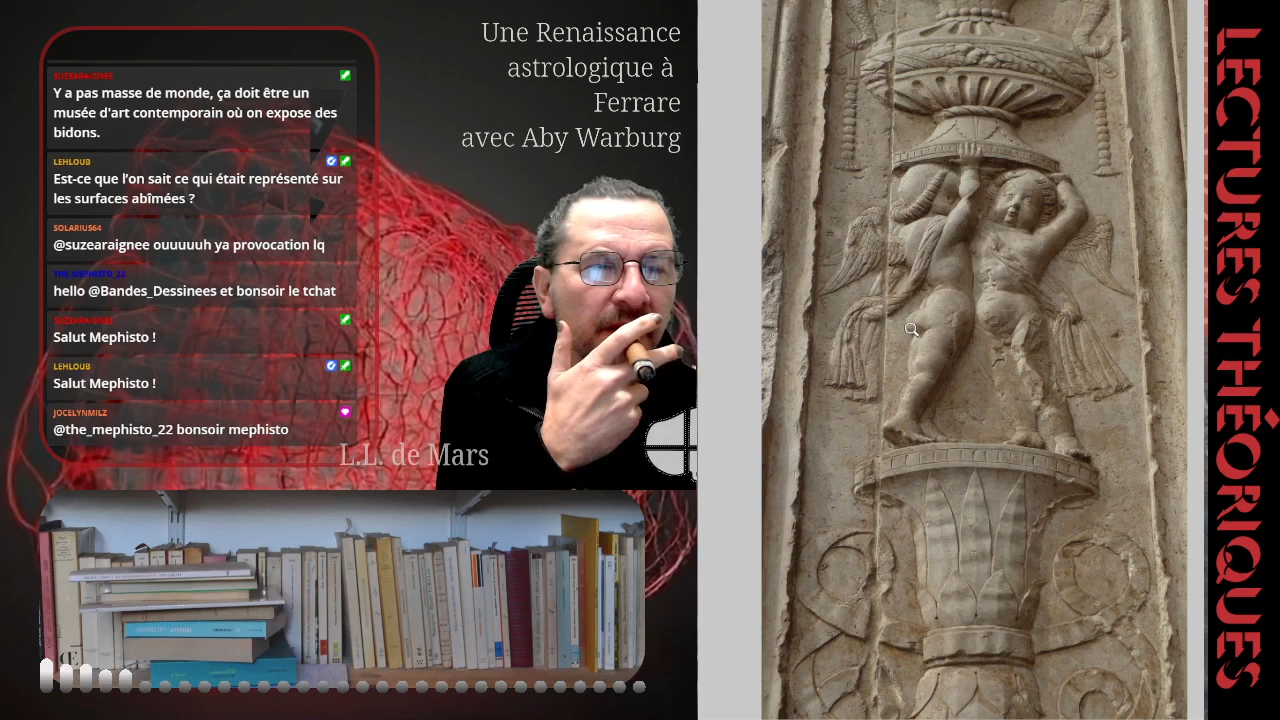 Une Renaissance
astrologique à
Ferrare
avec Aby Warburg
SUZEARAIGNEE
Y a pas masse de monde, ça doit être un
musée d'art contemporain où on expose des
bidons.
LEHLOUB
Est-ce que l'on sait ce qui était représenté sur
les surfaces abîmées ?
SOLARIUS64
@suzearaignee ouuuuuh ya provocation lq
THE_MEPHISTO_22
hello @Bandes_Dessinees et bonsoir le tchat
SUZEARAIGNEE
Salut Mephisto !
LEHLOUB
Salut Mephisto !
JOCELYNMILZ
@the_mephisto_22 bonsoir mephisto
L.L. de Mars
LECTURES THÉORIQUES